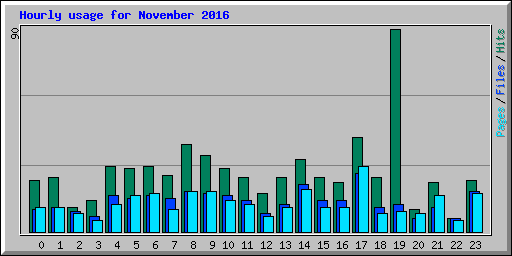 Hourly usage for November 2016
90
Pages/Files/Hits
0 1 2 3 4 5 6 7 8 9 10 11 12 13 14 15 16 17 18 19 20 21 22 23